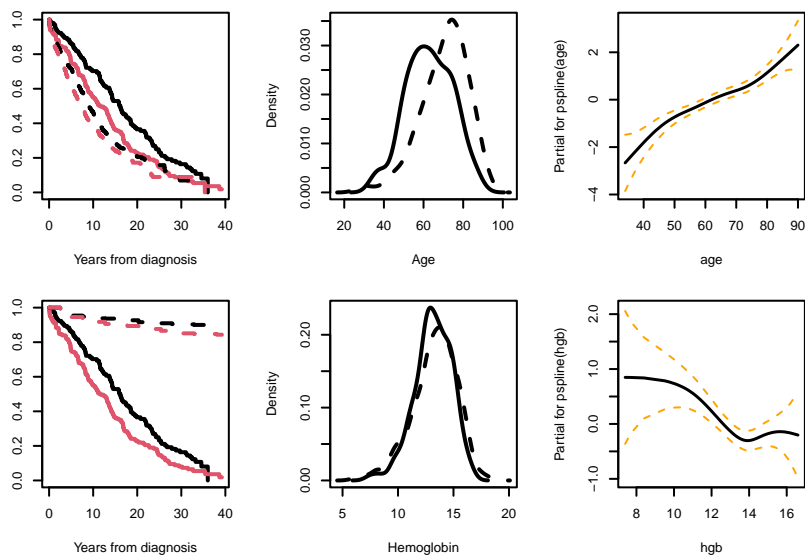 0.0 0.2 0.4 0.6 0.8 1.0
0 10 20 30 40
Years from diagnosis
Density
0.000 0.010 0.020 0.030
20 40 60 80 100
Age
Partial for pspline(age)
−4 −2 0 2
40 50 60 70 80 90
age
0.0 0.2 0.4 0.6 0.8 1.0
0 10 20 30 40
Years from diagnosis
Density
0.00 0.10 0.20
5 10 15 20
Hemoglobin
Partial for pspline(hgb)
−1.0 0.0 1.0 2.0
8 10 12 14 16
hgb